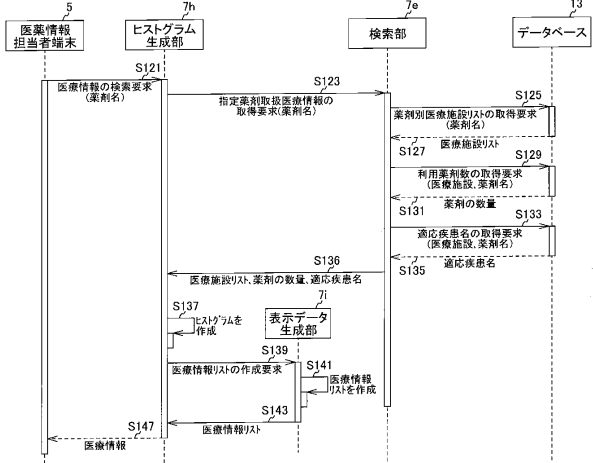 5
医薬情報
担当者端末
7h
ヒストグラム
生成部
7e
検索部
13
データベース
S121
医療情報の検索要求
(薬剤名)
S123
指定薬剤取扱医療情報の
取得要求(薬剤名)
S125
薬剤別医療施設リストの取得要求
(薬剤名)
S127
医療施設リスト
S129
利用薬剤数の取得要求
(医療施設、薬剤名)
S131
薬剤の数量
S133
適応疾患名の取得要求
(医療施設、薬剤名)
S135
適応疾患名
S136
医療施設リスト、薬剤の数量、適応疾患名
S137
ヒストグラムを
作成
7i
表示データ
生成部
S139
医療情報リストの作成要求
S141
医療情報
リストを作成
S143
医療情報リスト
S147
医療情報